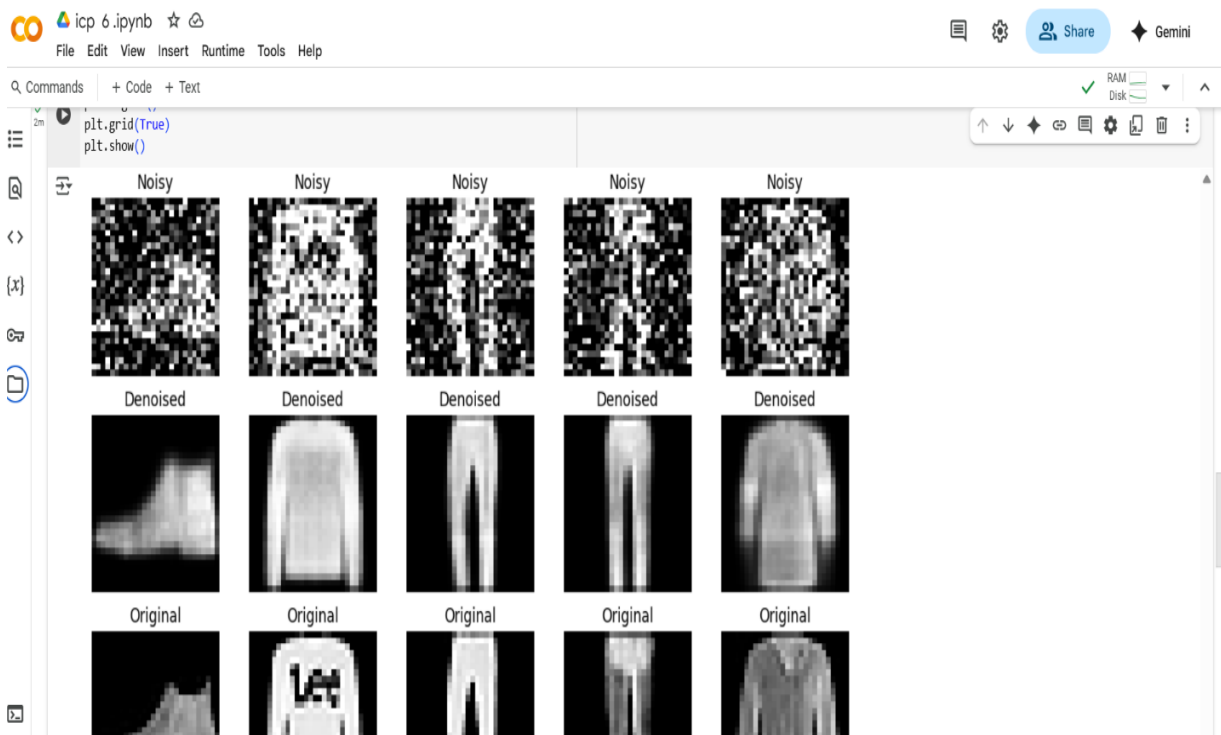 icp 6 .ipynb
File Edit View Insert Runtime Tools Help
Share
Gemini
Commands + Code + Text
RAM
Disk
2m
plt.grid(True)
plt.show()
{x}
Noisy Noisy Noisy Noisy Noisy
Denoised Denoised Denoised Denoised Denoised
Original Original Original Original Original
Lee